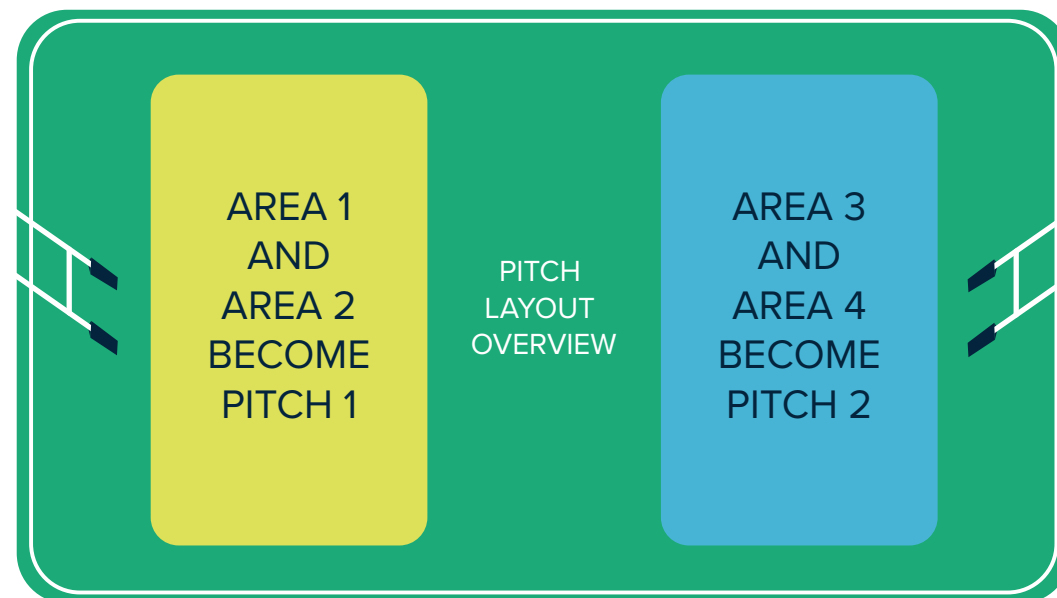 AREA 1
AND
AREA 2
BECOME
PITCH 1
PITCH
LAYOUT
OVERVIEW
AREA 3
AND
AREA 4
BECOME
PITCH 2